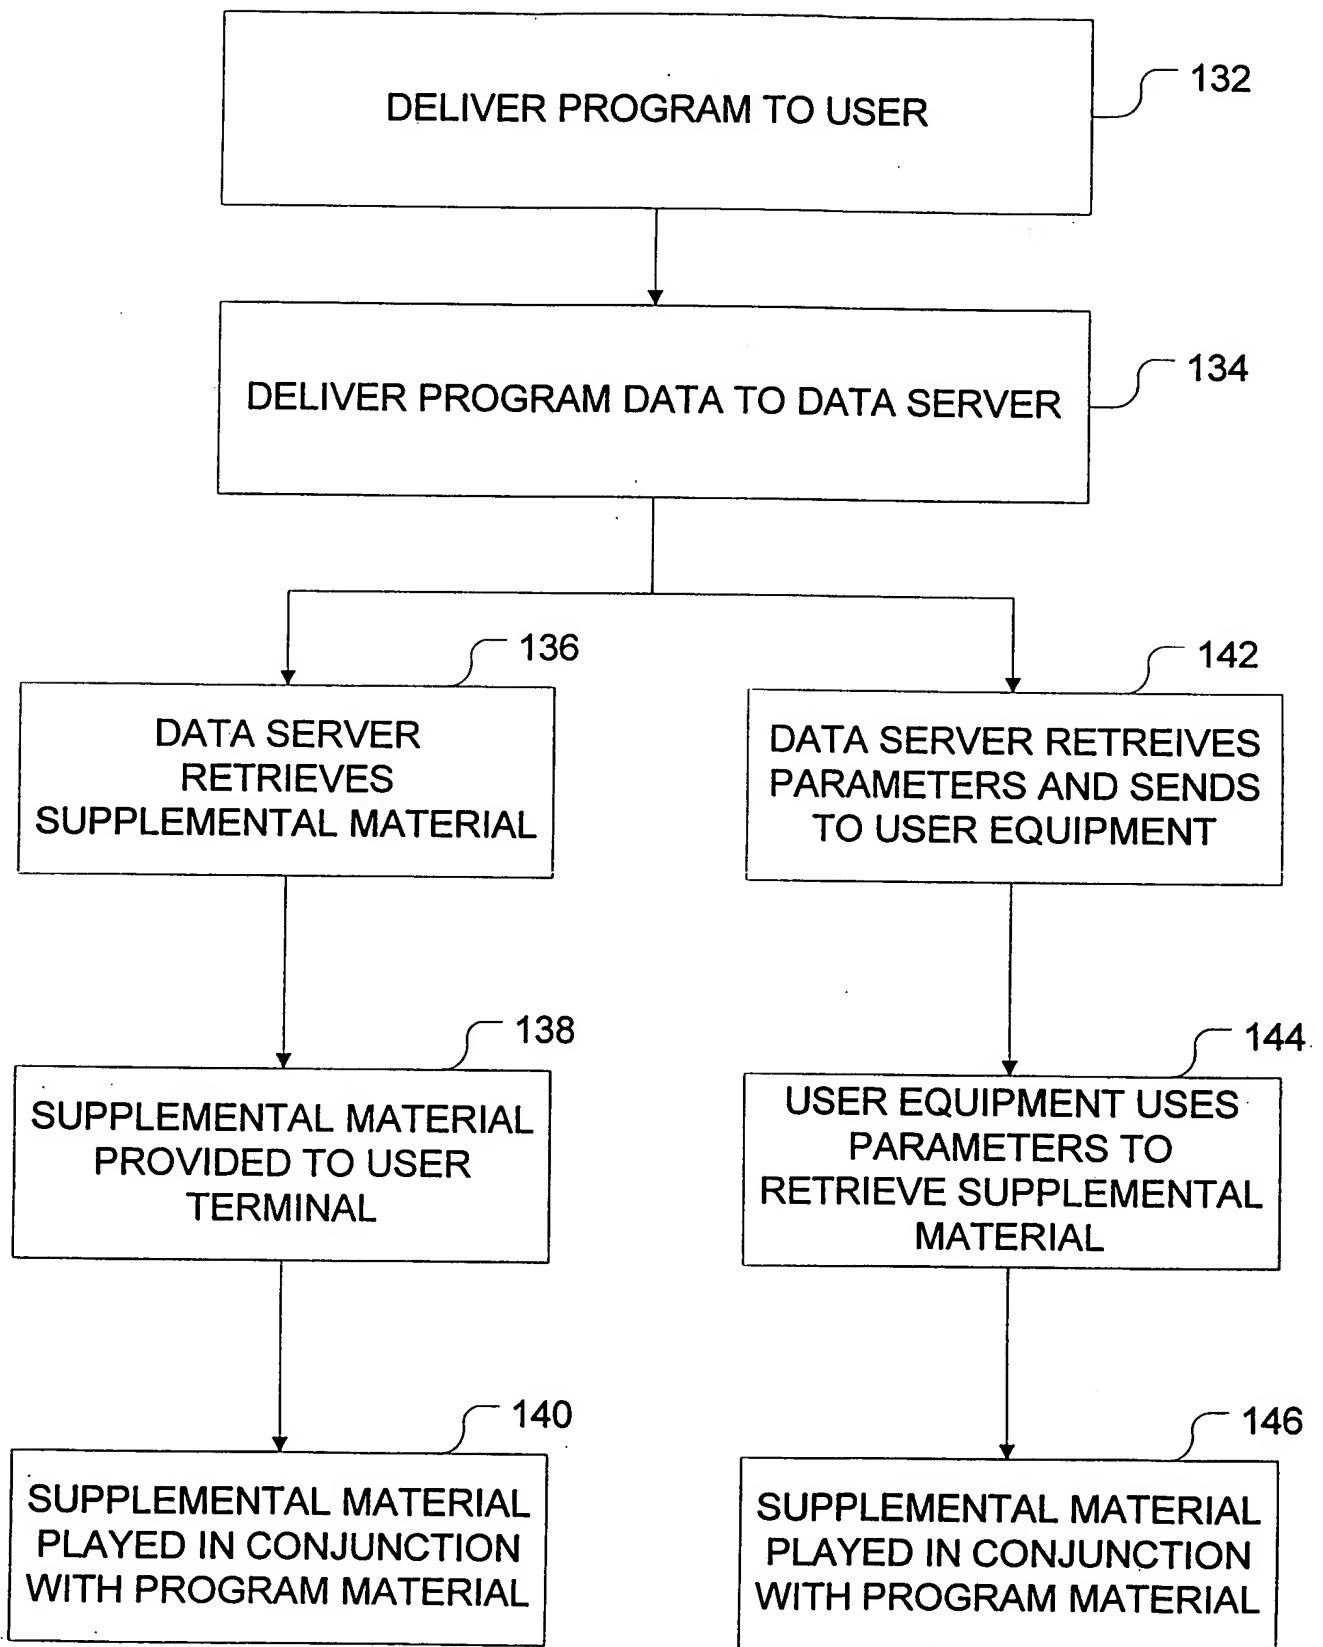 132
DELIVER PROGRAM TO USER
134
DELIVER PROGRAM DATA TO DATA SERVER
136
DATA SERVER
RETRIEVES
SUPPLEMENTAL MATERIAL
142
DATA SERVER RETREIVES
PARAMETERS AND SENDS
TO USER EQUIPMENT
138
SUPPLEMENTAL MATERIAL
PROVIDED TO USER
TERMINAL
144
USER EQUIPMENT USES
PARAMETERS TO
RETRIEVE SUPPLEMENTAL
MATERIAL
140
SUPPLEMENTAL MATERIAL
PLAYED IN CONJUNCTION
WITH PROGRAM MATERIAL
146
SUPPLEMENTAL MATERIAL
PLAYED IN CONJUNCTION
WITH PROGRAM MATERIAL